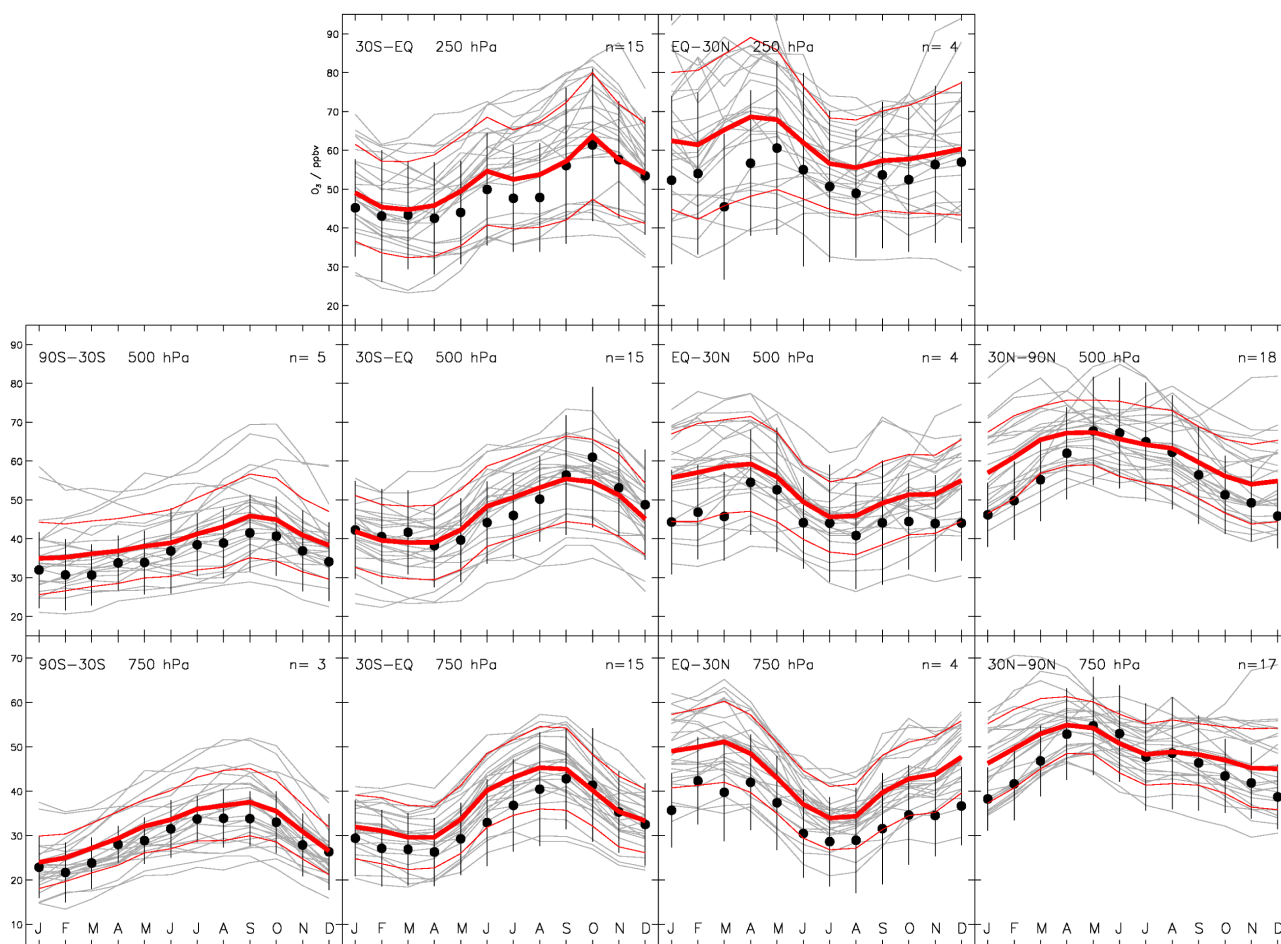 90
80
70
60
50
40
30
20
O₃ / ppbv
30S−EQ 250 hPa n=15
EQ−30N 250 hPa n= 4
90
80
70
60
50
40
30
20
90S−30S 500 hPa n= 5
30S−EQ 500 hPa n=15
EQ−30N 500 hPa n= 4
30N−90N 500 hPa n=18
70
60
50
40
30
20
10
90S−30S 750 hPa n= 3
30S−EQ 750 hPa n=15
EQ−30N 750 hPa n= 4
30N−90N 750 hPa n=17
J F M A M J J A S O N D
J F M A M J J A S O N D
J F M A M J J A S O N D
J F M A M J J A S O N D